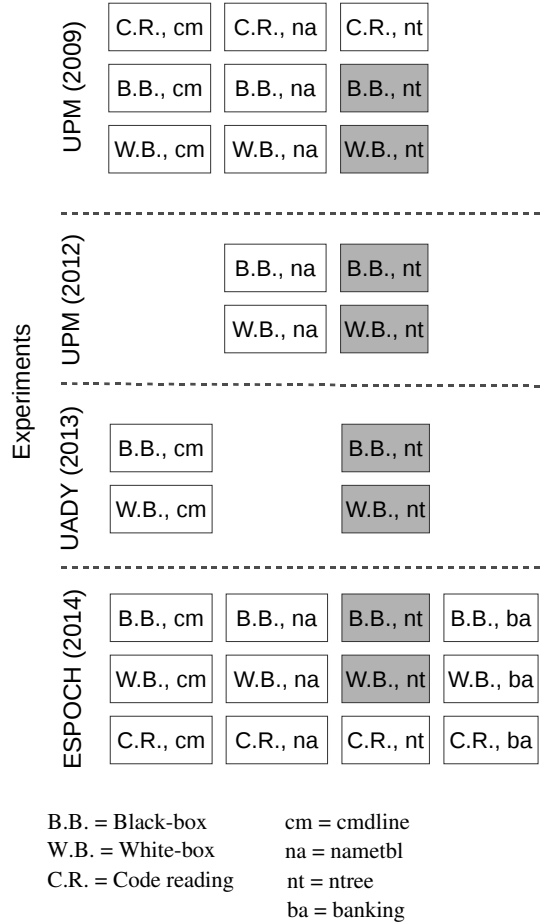 Experiments
UPM (2009)
C.R., cm C.R., na C.R., nt
B.B., cm B.B., na B.B., nt
W.B., cm W.B., na W.B., nt
UPM (2012)
B.B., na B.B., nt
W.B., na W.B., nt
UADY (2013)
B.B., cm B.B., nt
W.B., cm W.B., nt
ESPOCH (2014)
B.B., cm B.B., na B.B., nt B.B., ba
W.B., cm W.B., na W.B., nt W.B., ba
C.R., cm C.R., na C.R., nt C.R., ba
B.B. = Black-box cm = cmdline
W.B. = White-box na = nametbl
C.R. = Code reading nt = ntree
ba = banking